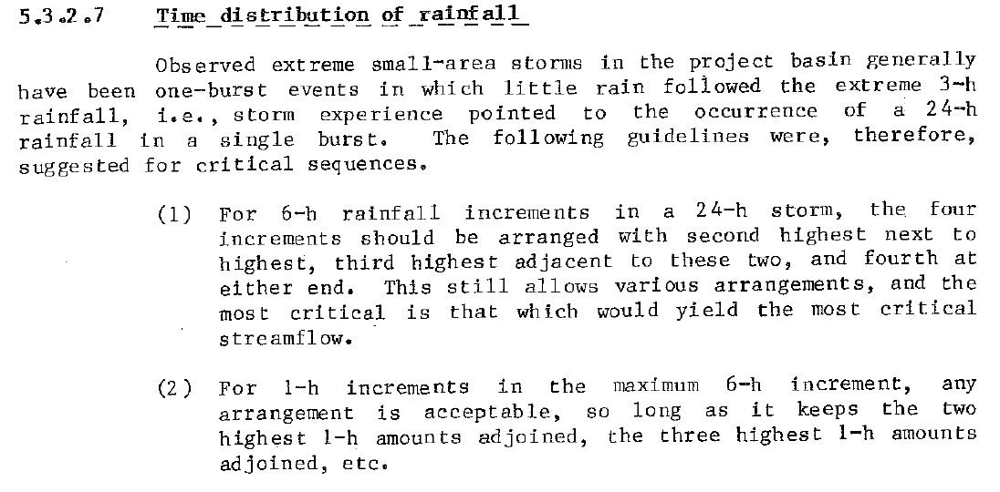 5.3.2.7 Time distribution of rainfall
Observed extreme small-area storms in the project basin generally
have been one-burst events in which little rain followed the extreme 3-h
rainfall, i.e., storm experience pointed to the occurrence of a 24-h
rainfall in a single burst. The following guidelines were, therefore,
suggested for critical sequences.
(1) For 6-h rainfall increments in a 24-h storm, the four
increments should be arranged with second highest next to
highest, third highest adjacent to these two, and fourth at
either end. This still allows various arrangements, and the
most critical is that which would yield the most critical
streamflow.
(2) For 1-h increments in the maximum 6-h increment, any
arrangement is acceptable, so long as it keeps the two
highest 1-h amounts adjoined, the three highest 1-h amounts
adjoined, etc.